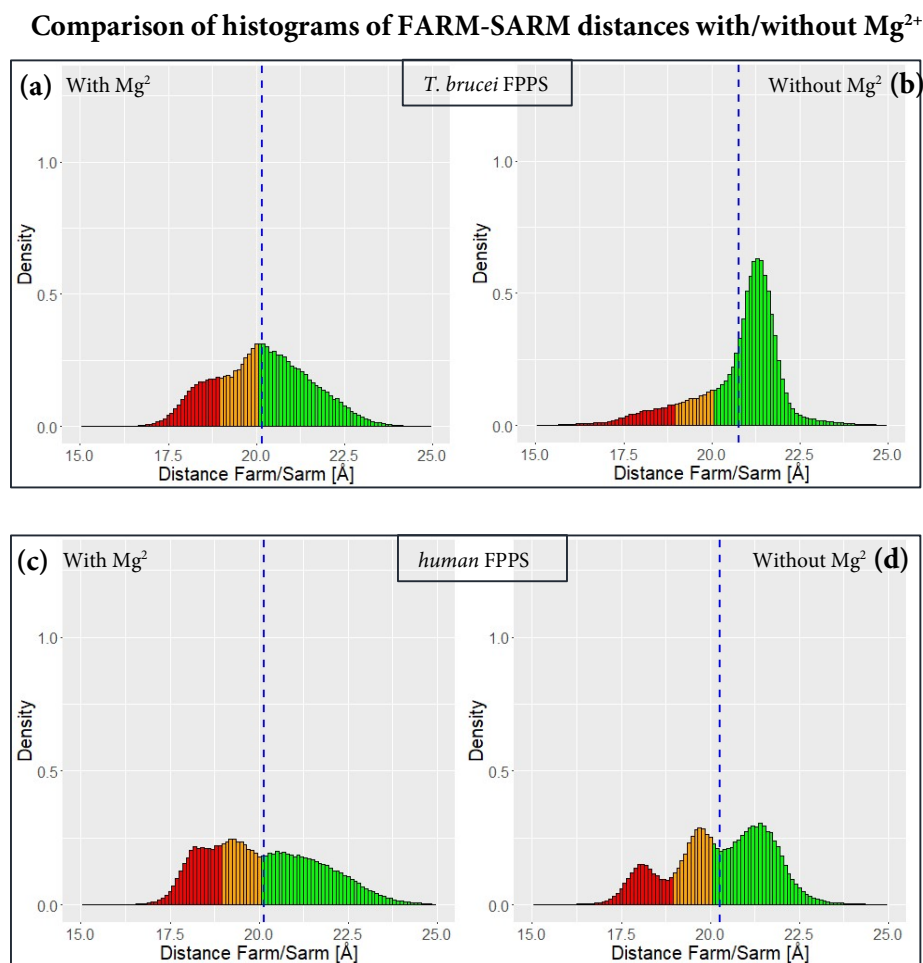 Comparison of histograms of FARM-SARM distances with/without Mg²⁺
(a) With Mg²
T. brucei FPPS
Without Mg² (b)
1.0
0.5
0.0
Density
15.0 17.5 20.0 22.5 25.0
Distance Farm/Sarm [Å]
1.0
0.5
0.0
Density
15.0 17.5 20.0 22.5 25.0
Distance Farm/Sarm [Å]
(c) With Mg²
human FPPS
Without Mg² (d)
1.0
0.5
0.0
Density
15.0 17.5 20.0 22.5 25.0
Distance Farm/Sarm [Å]
1.0
0.5
0.0
Density
15.0 17.5 20.0 22.5 25.0
Distance Farm/Sarm [Å]